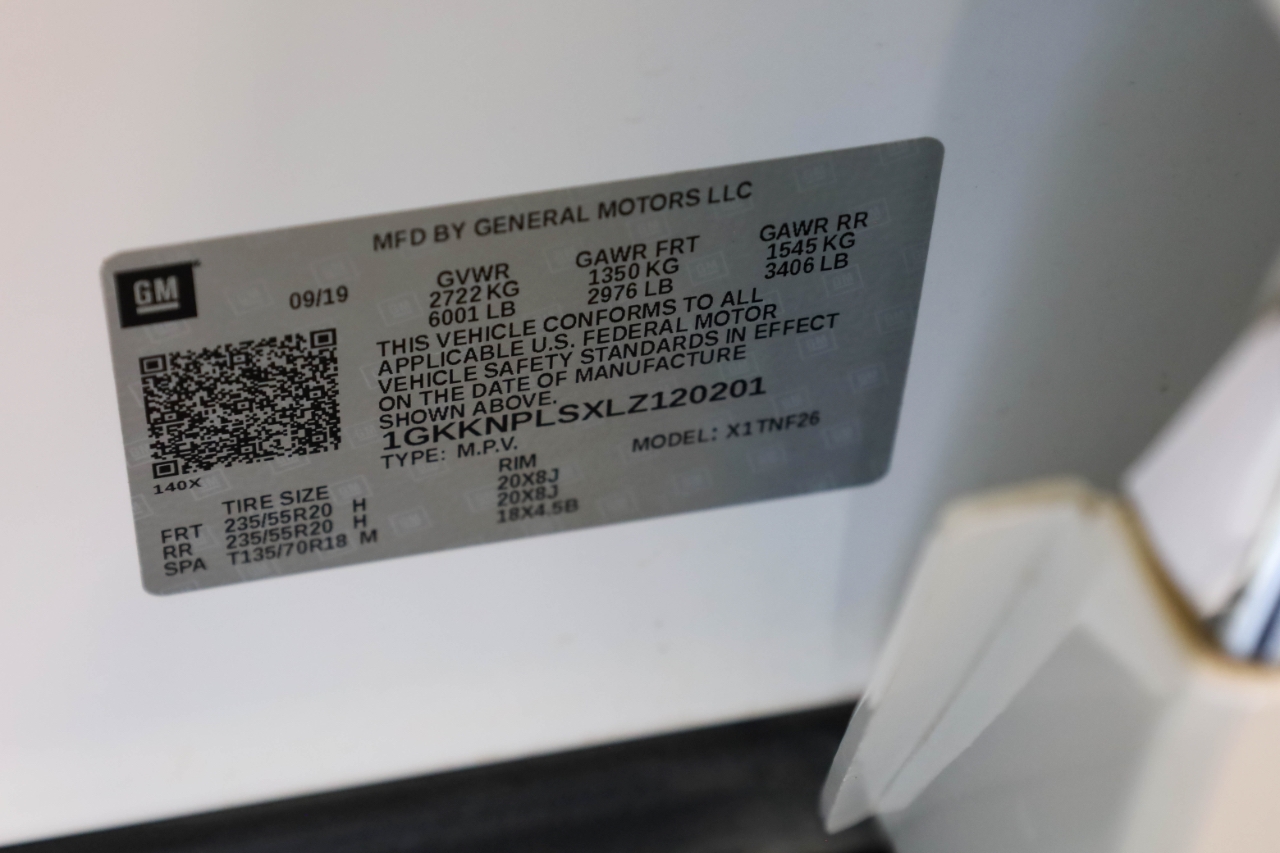 MFD BY GENERAL MOTORS LLC
GM
09/19
GVWR GAWR FRT GAWR RR
2722 KG 1350 KG 1545 KG
6001 LB 2976 LB 3406 LB
THIS VEHICLE CONFORMS TO ALL
APPLICABLE U.S. FEDERAL MOTOR
VEHICLE SAFETY STANDARDS IN EFFECT
ON THE DATE OF MANUFACTURE
SHOWN ABOVE.
1GKKNPLSXLZ120201
TYPE: M.P.V. MODEL: X1TNF26
140X
TIRE SIZE RIM
FRT 235/55R20 H 20X8J
RR 235/55R20 H 20X8J
SPA T135/70R18 M 18X4.5B